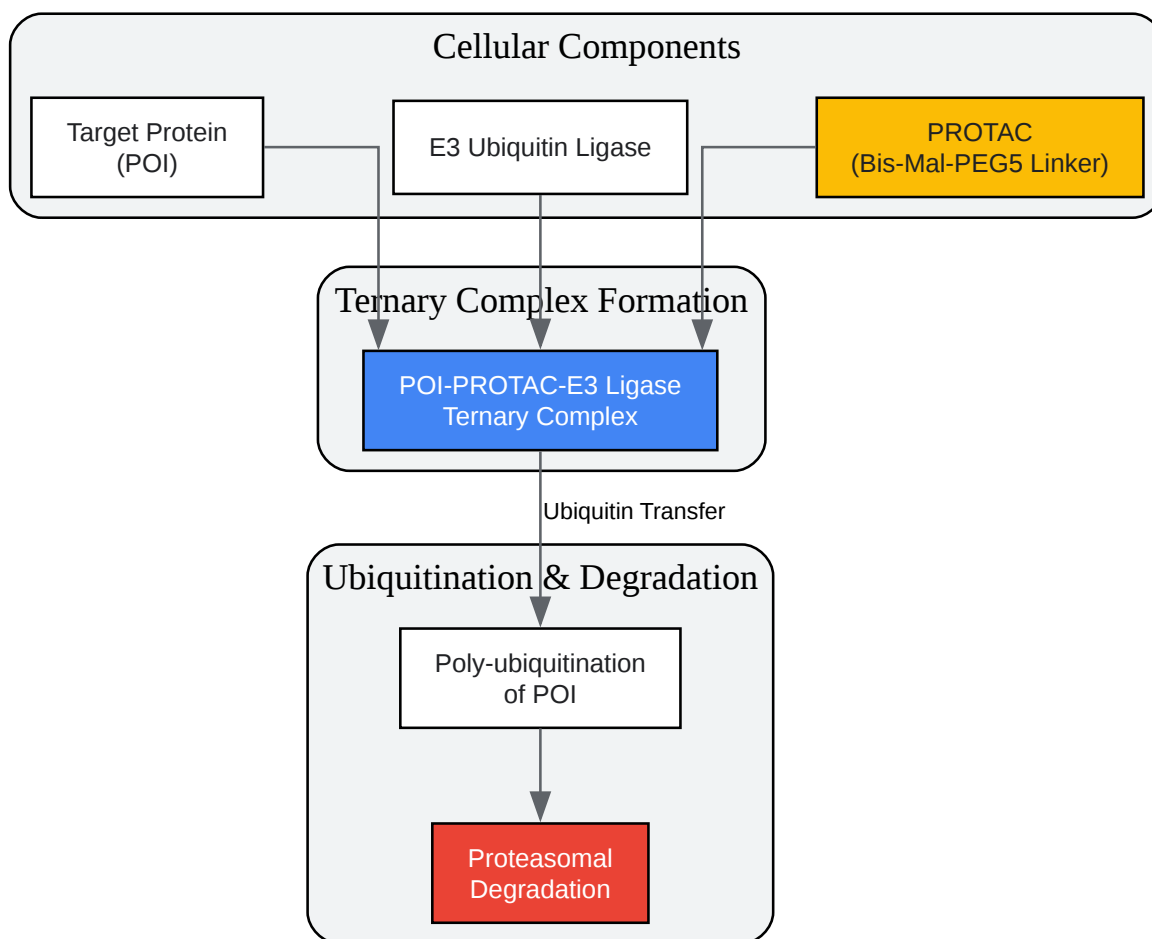 Cellular Components
Target Protein
(POI)
E3 Ubiquitin Ligase
PROTAC
(Bis-Mal-PEG5 Linker)
Ternary Complex Formation
POI-PROTAC-E3 Ligase
Ternary Complex
Ubiquitin Transfer
Ubiquitination & Degradation
Poly-ubiquitination
of POI
Proteasomal
Degradation